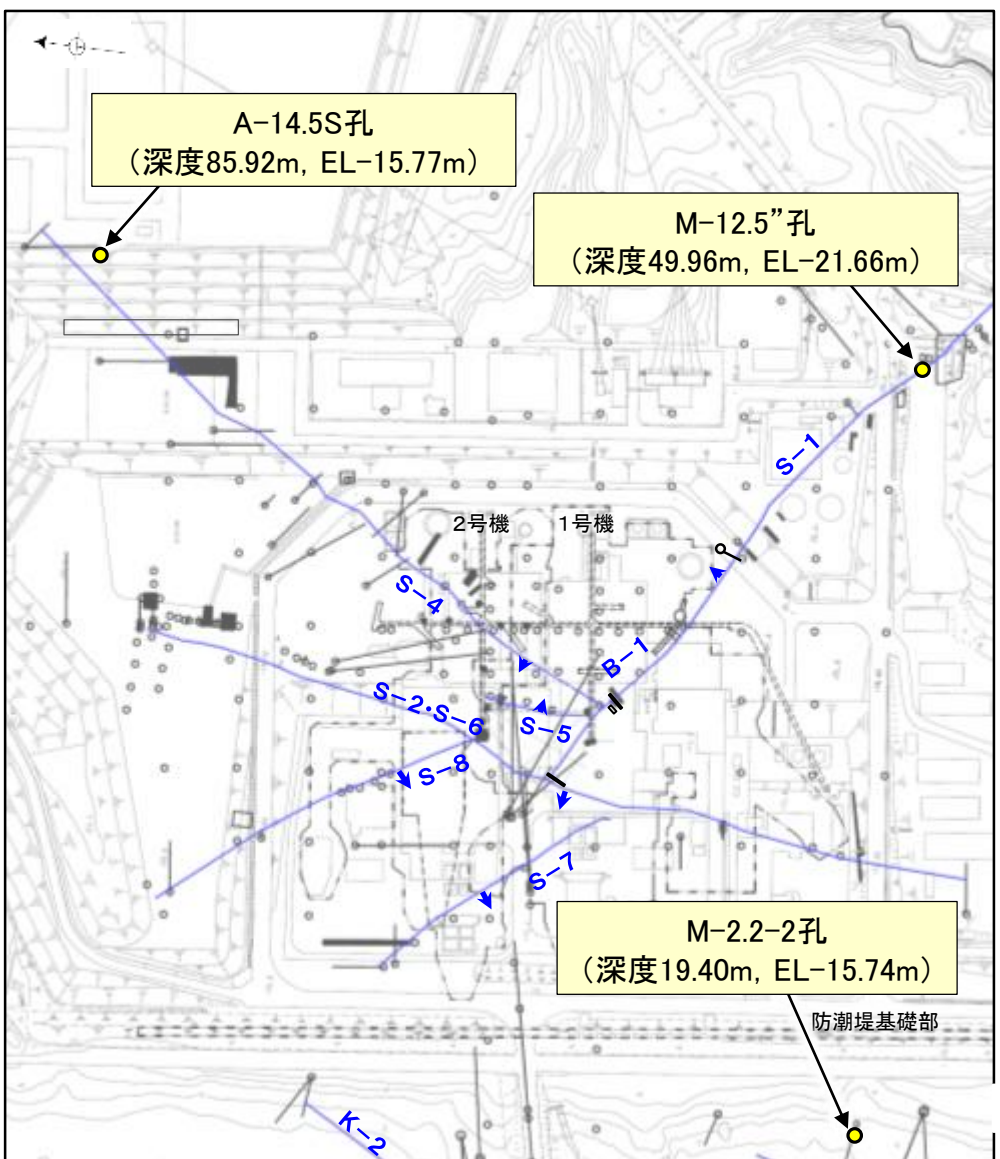 A-14.5S孔
（深度85.92m, EL-15.77m）
M-12.5”孔
（深度49.96m, EL-21.66m）
S-1
2号機
1号機
S-4
B-1
S-2・S-6
S-5
S-8
S-7
M-2.2-2孔
（深度19.40m, EL-15.74m）
防潮堤基礎部
K-2